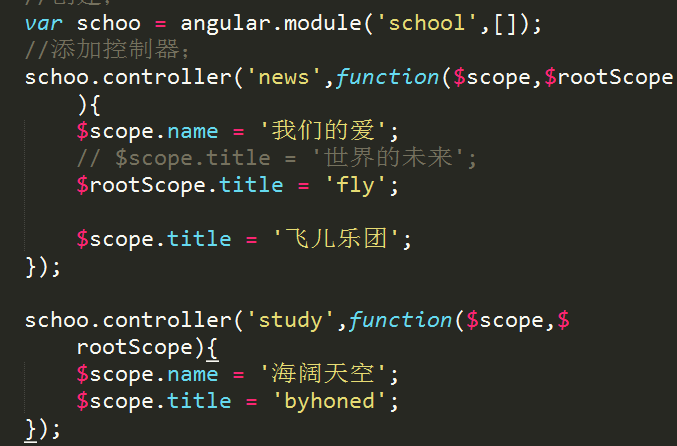 //创建;
var schoo = angular.module('school',[]);
//添加控制器;
schoo.controller('news',function($scope,$rootScope
){
$scope.name = '我们的爱';
// $scope.title = '世界的未来';
$rootScope.title = 'fly';
$scope.title = '飞儿乐团';
});
schoo.controller('study',function($scope,$
rootScope){
$scope.name = '海阔天空';
$scope.title = 'byhoned';
});